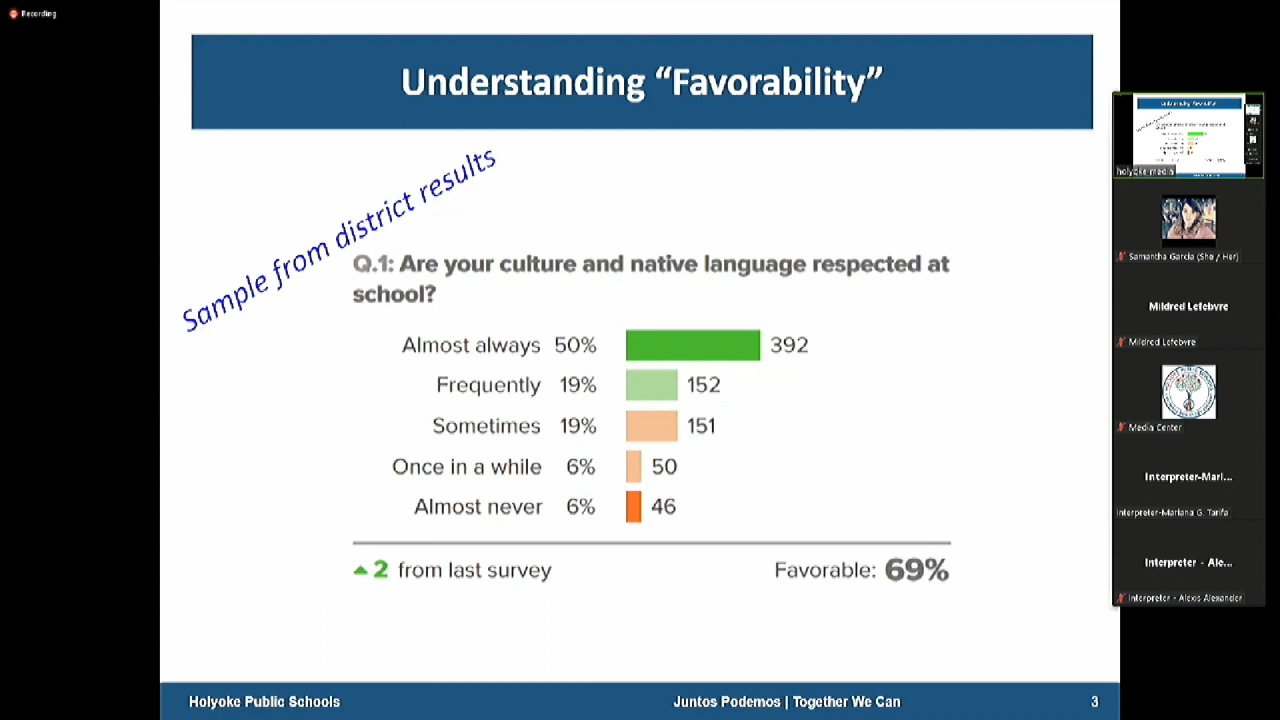 Recording
Understanding “Favorability”
Sample from district results
Q.1: Are your culture and native language respected at
school?
Almost always 50% 392
Frequently 19% 152
Sometimes 19% 151
Once in a while 6% 50
Almost never 6% 46
2 from last survey Favorable: 69%
Holyoke Public Schools Juntos Podemos | Together We Can 3
holyoke media
Samantha Garcia (She / Her)
Mildred Lefebvre
Mildred Lefebvre
Media Center
Interpreter-Mari...
Interpreter-Mariana G. Tarifa
Interpreter - Ale...
Interpreter - Alexis Alexander